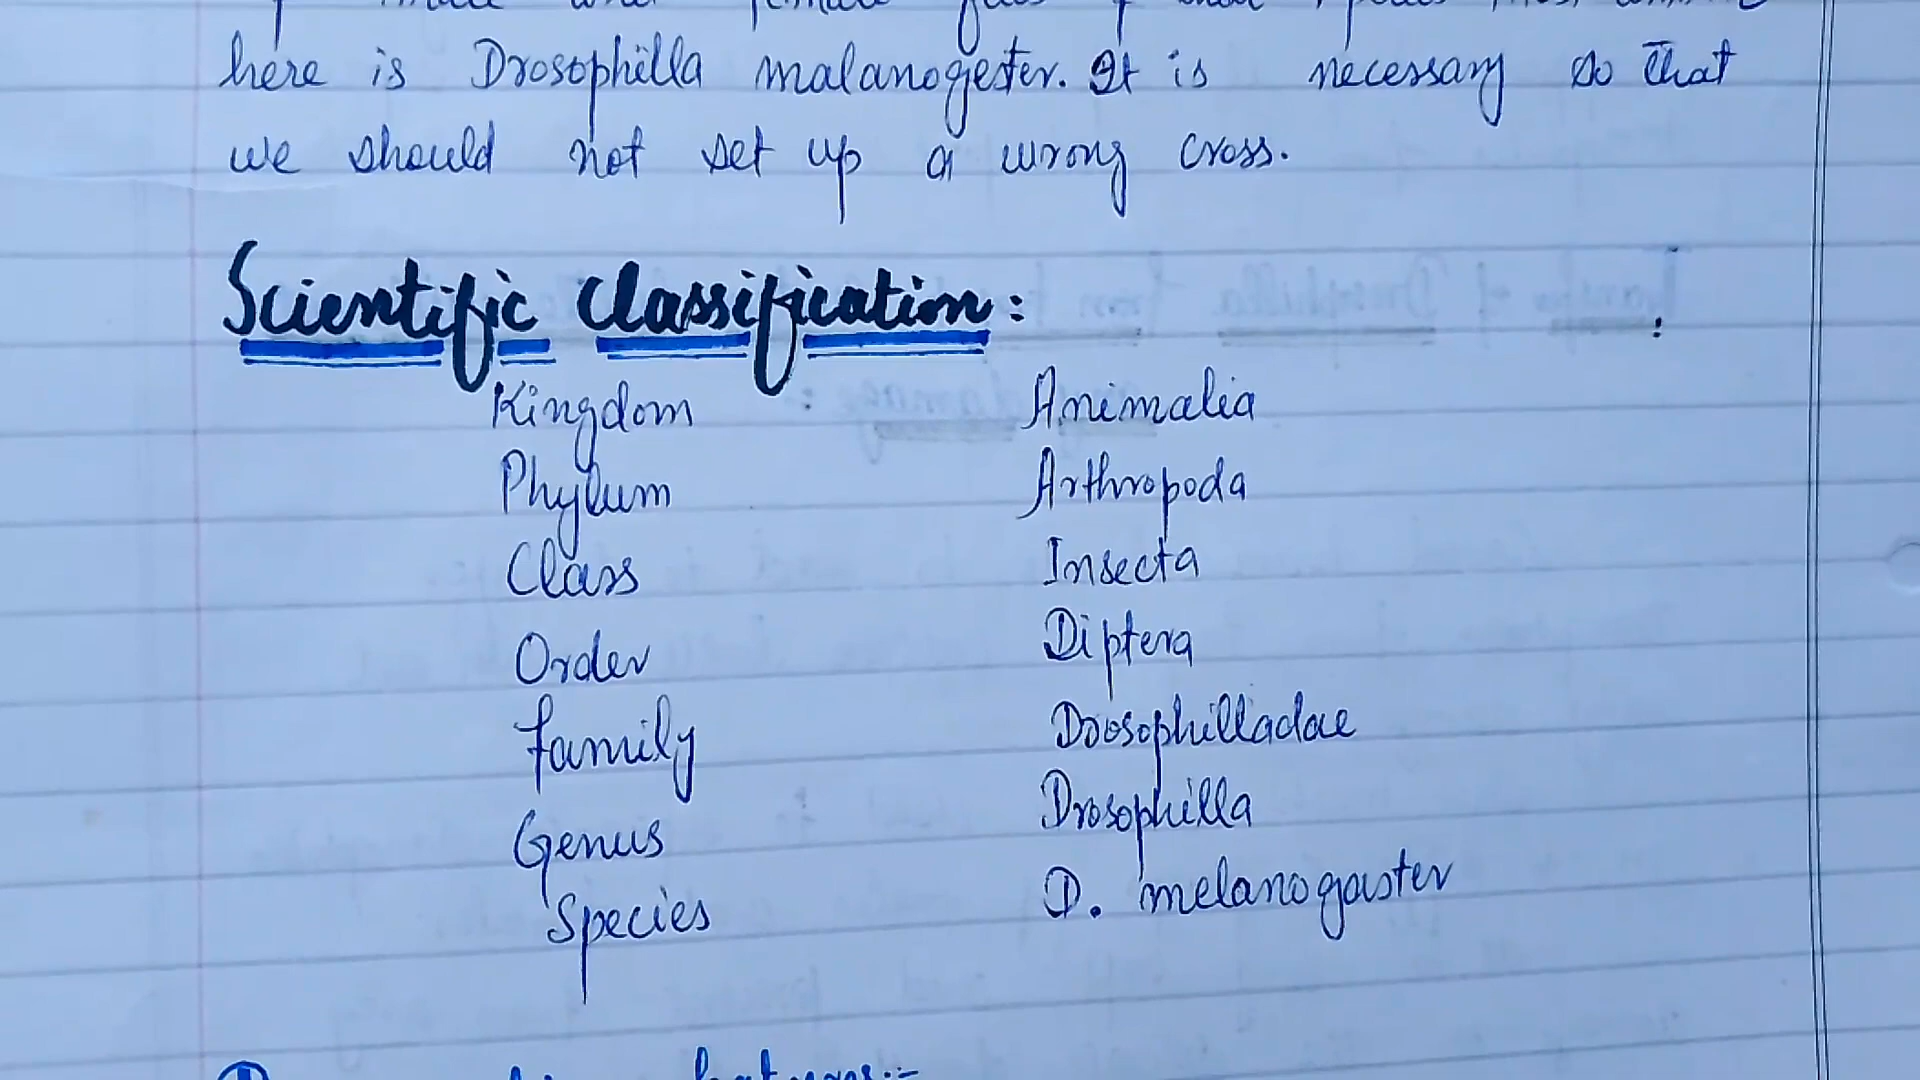 here is Drosophilla malanogester. It is necessary so that
we should not set up a wrong cross.
Scientific Classification:
Kingdom Animalia
Phylum Arthropoda
Class Insecta
Order Diptera
Family Drosophilladae
Genus Drosophilla
Species D. melanogaster